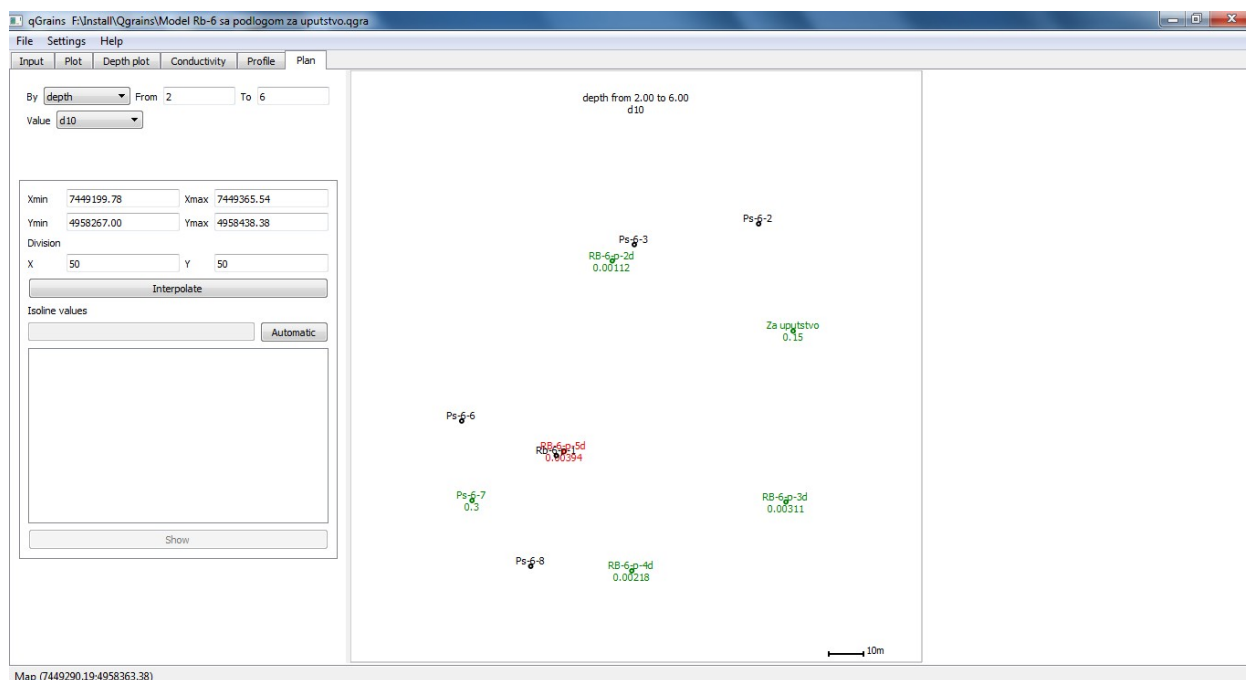 qGrains F:\Install\Qgrains\Model Rb-6 sa podlogom za uputstvo.qgra
File Settings Help
Input Plot Depth plot Conductivity Profile Plan
By depth From 2 To 6
Value d10
Xmin 7449199.78 Xmax 7449365.54
Ymin 4958267.00 Ymax 4958438.38
Division
X 50 Y 50
Interpolate
Isoline values
Automatic
Show
depth from 2.00 to 6.00
d10
Ps-6-2
Ps-6-3
RB-6-p-2d
0.00112
Za uputstvo
0.15
Ps-6-6
RB-6-p-5d
Rb-6-p-1
0.00394
Ps-6-7
0.3
RB-6-p-3d
0.00311
Ps-6-8
RB-6-p-4d
0.00218
10m
Map (7449290.19;4958363.38)